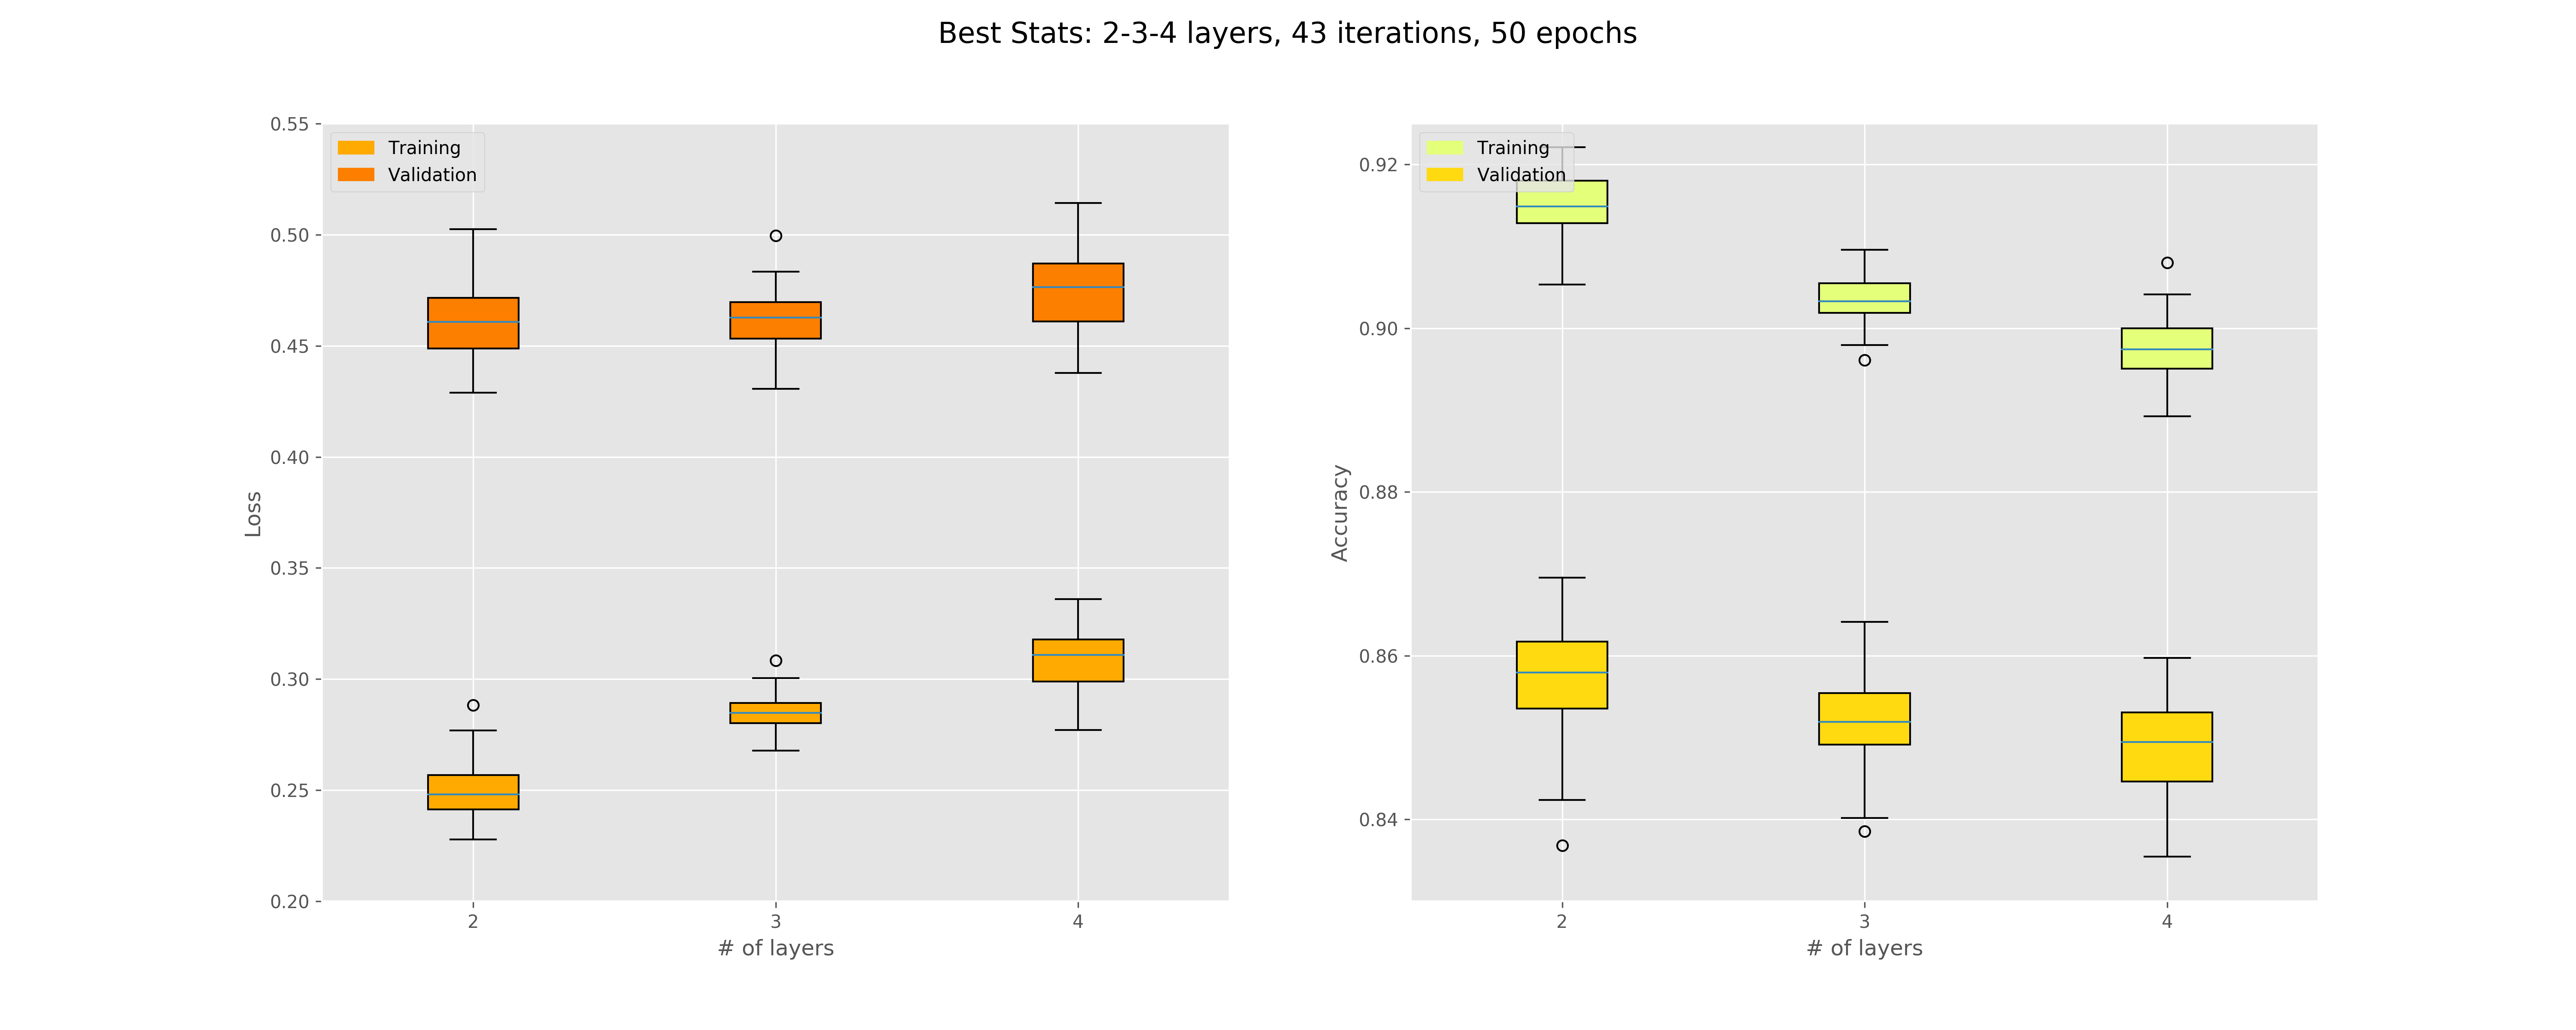 Best Stats: 2-3-4 layers, 43 iterations, 50 epochs
Training
Validation
0.55
0.50
0.45
0.40
0.35
0.30
0.25
0.20
Loss
2 3 4
# of layers
Training
Validation
0.92
0.90
0.88
0.86
0.84
Accuracy
2 3 4
# of layers